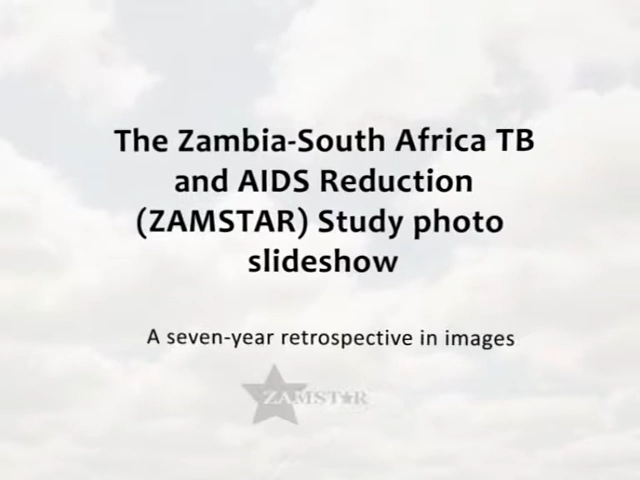 The Zambia-South Africa TB
and AIDS Reduction
(ZAMSTAR) Study photo
slideshow
A seven-year retrospective in images
ZAMSTAR